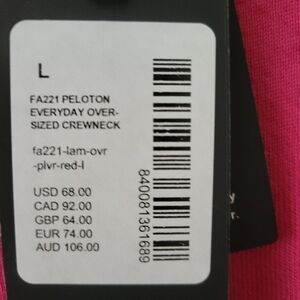 L
FA221 PELOTON
EVERYDAY OVER-
SIZED CREWNECK
fa221-lam-ovr
-plvr-red-l
USD 68.00
CAD 92.00
GBP 64.00
EUR 74.00
AUD 106.00
840081361689